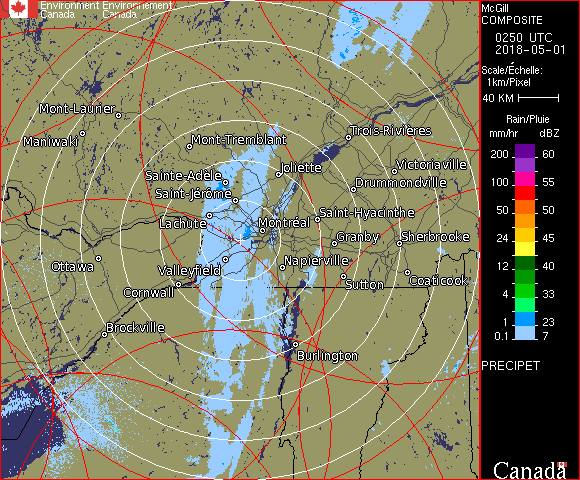 Environment Environnement
Canada Canada
McGill
COMPOSITE
0250 UTC
2018-05-01
Scale/Échelle:
1km/Pixel
40 KM
Rain/Pluie
mm/hr dBZ
200 60
100 55
50 50
24 45
12 40
4 33
1 23
0.1 7
PRECIPET
Canada
Mont-Laurier
Maniwaki
Mont-Tremblant
Trois-Rivières
Sainte-Adèle
Joliette
Victoriaville
Saint-Jérôme
Drummondville
Lachute
Montréal
Saint-Hyacinthe
Granby
Sherbrooke
Ottawa
Valleyfield
Napierville
Cornwall
Sutton
Coaticook
Brockville
Burlington